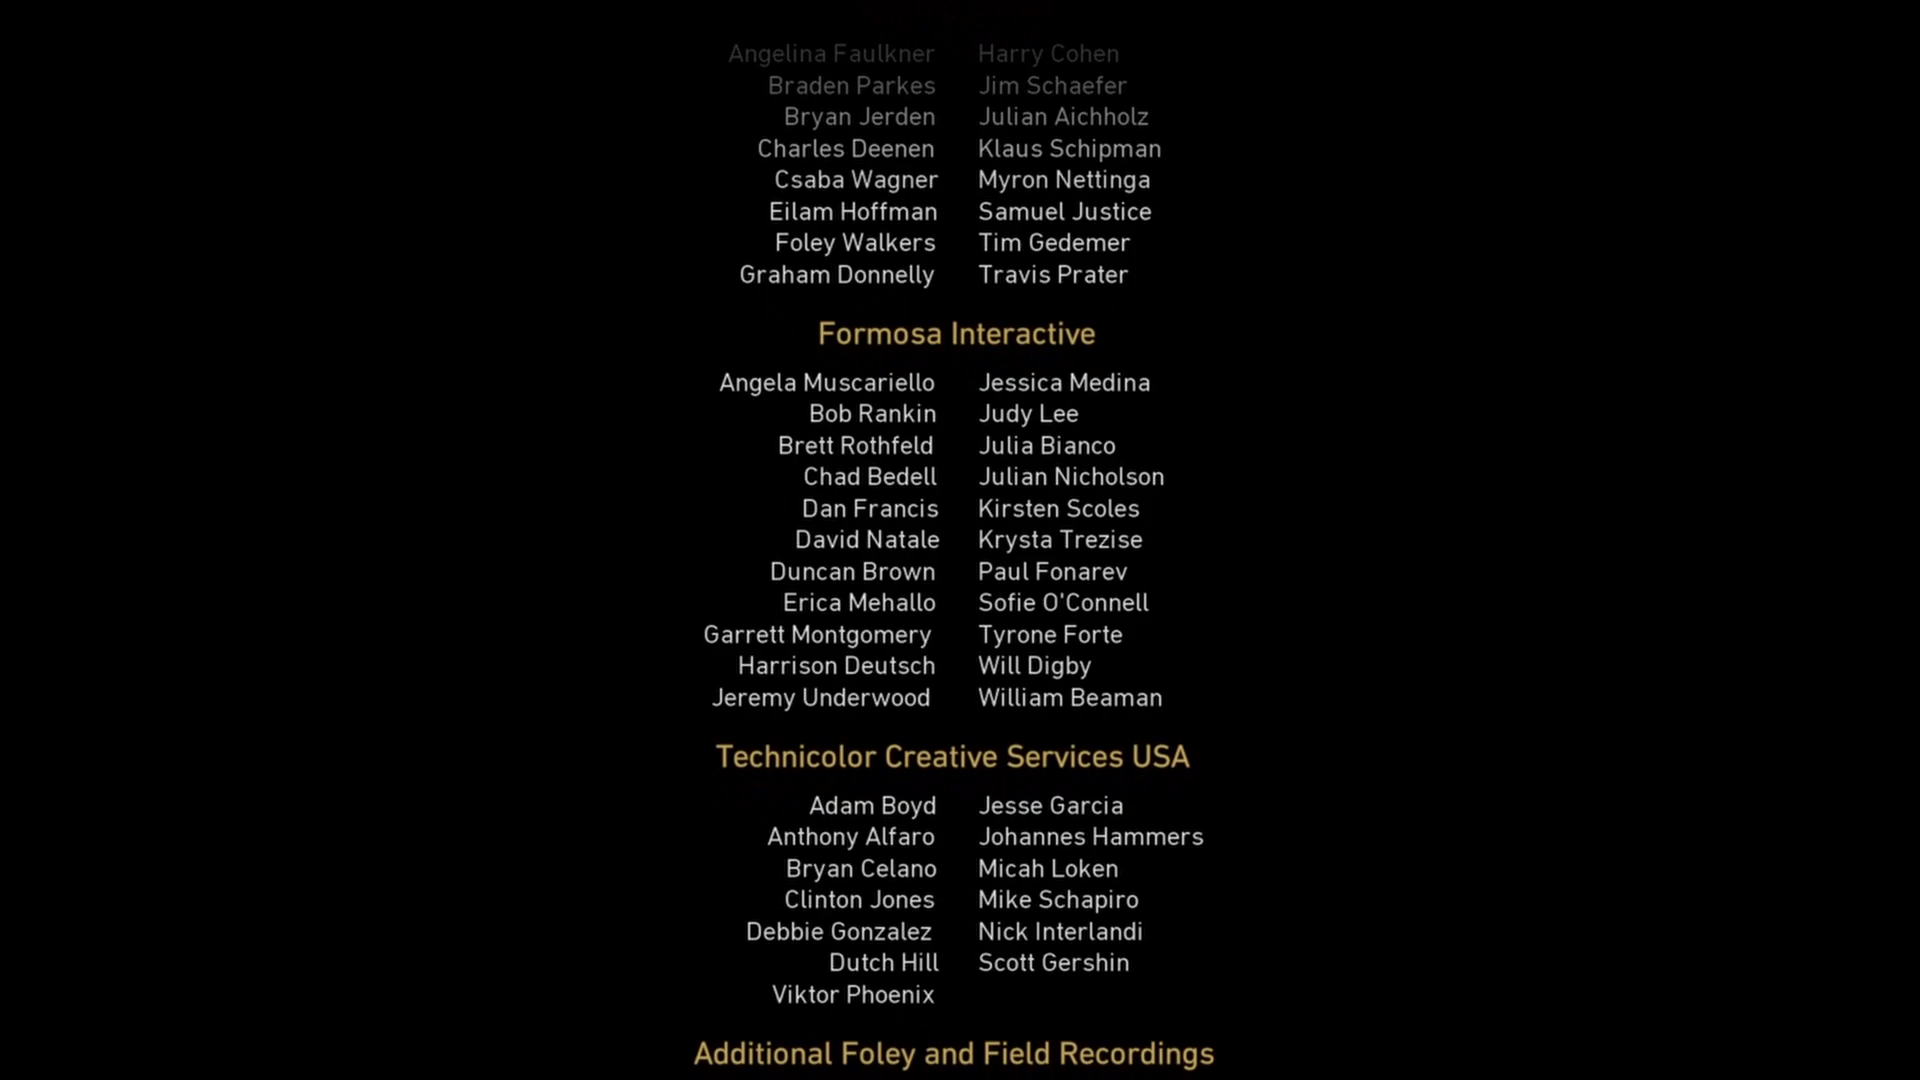 Angelina Faulkner Harry Cohen
Braden Parkes Jim Schaefer
Bryan Jerden Julian Aichholz
Charles Deenen Klaus Schipman
Csaba Wagner Myron Nettinga
Eilam Hoffman Samuel Justice
Foley Walkers Tim Gedemer
Graham Donnelly Travis Prater
Formosa Interactive
Angela Muscariello Jessica Medina
Bob Rankin Judy Lee
Brett Rothfeld Julia Bianco
Chad Bedell Julian Nicholson
Dan Francis Kirsten Scoles
David Natale Krysta Trezise
Duncan Brown Paul Fonarev
Erica Mehallo Sofie O'Connell
Garrett Montgomery Tyrone Forte
Harrison Deutsch Will Digby
Jeremy Underwood William Beaman
Technicolor Creative Services USA
Adam Boyd Jesse Garcia
Anthony Alfaro Johannes Hammers
Bryan Celano Micah Loken
Clinton Jones Mike Schapiro
Debbie Gonzalez Nick Interlandi
Dutch Hill Scott Gershin
Viktor Phoenix
Additional Foley and Field Recordings